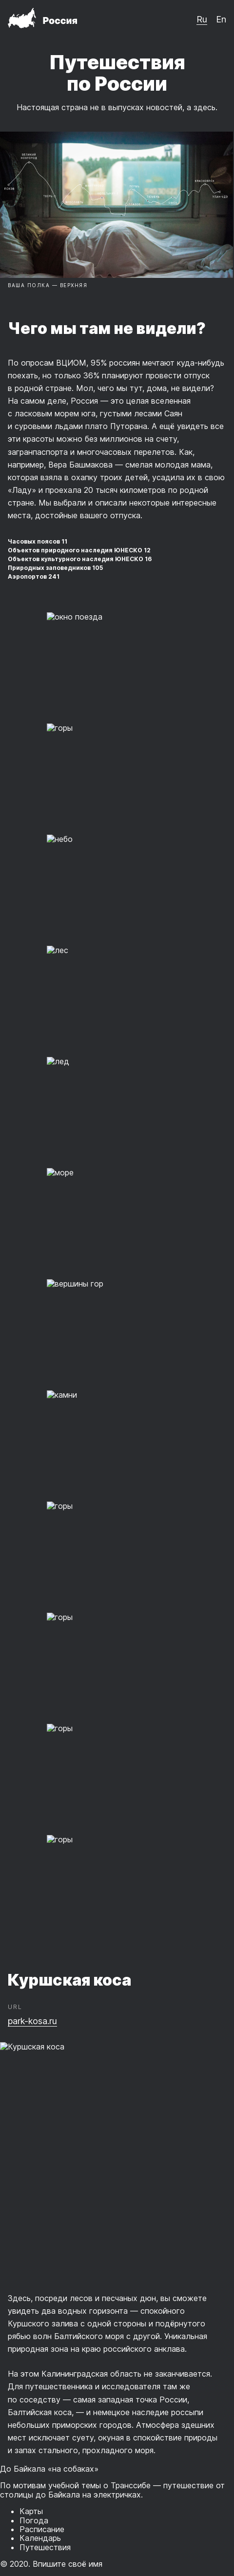 Россия
Ru En
Путешествия
по России
Настоящая страна не в выпусках новостей, а здесь.
ВАША ПОЛКА — ВЕРХНЯЯ
Чего мы там не видели?
По опросам ВЦИОМ, 95% россиян мечтают куда-нибудь
поехать, но только 36% планируют провести отпуск
в родной стране. Мол, чего мы тут, дома, не видели?
На самом деле, Россия — это целая вселенная
с ласковым морем юга, густыми лесами Саян
и суровыми льдами плато Путорана. А ещё увидеть все
эти красоты можно без миллионов на счету,
загранпаспорта и многочасовых перелетов. Как,
например, Вера Башмакова — смелая молодая мама,
которая взяла в охапку троих детей, усадила их в свою
«Ладу» и проехала 20 тысяч километров по родной
стране. Мы выбрали и описали некоторые интересные
места, достойные вашего отпуска.
Часовых поясов 11
Объектов природного наследия ЮНЕСКО 12
Объектов культурного наследия ЮНЕСКО 16
Природных заповедников 105
Аэропортов 241
окно поезда
горы
небо
лес
лед
море
вершины гор
камни
горы
горы
горы
горы
Куршская коса
URL
park-kosa.ru
Куршская коса
Здесь, посреди лесов и песчаных дюн, вы сможете
увидеть два водных горизонта — спокойного
Куршского залива с одной стороны и подёрнутого
рябью волн Балтийского моря с другой. Уникальная
природная зона на краю российского анклава.
На этом Калининградская область не заканчивается.
Для путешественника и исследователя там же
по соседству — самая западная точка России,
Балтийская коса, — и немецкое наследие россыпи
небольших приморских городов. Атмосфера здешних
мест исключает суету, окуная в спокойствие природы
и запах стального, прохладного моря.
До Байкала «на собаках»
По мотивам учебной темы о Транссибе — путешествие от
столицы до Байкала на электричках.
Карты
Погода
Расписание
Календарь
Путешествия
© 2020. Впишите своё имя